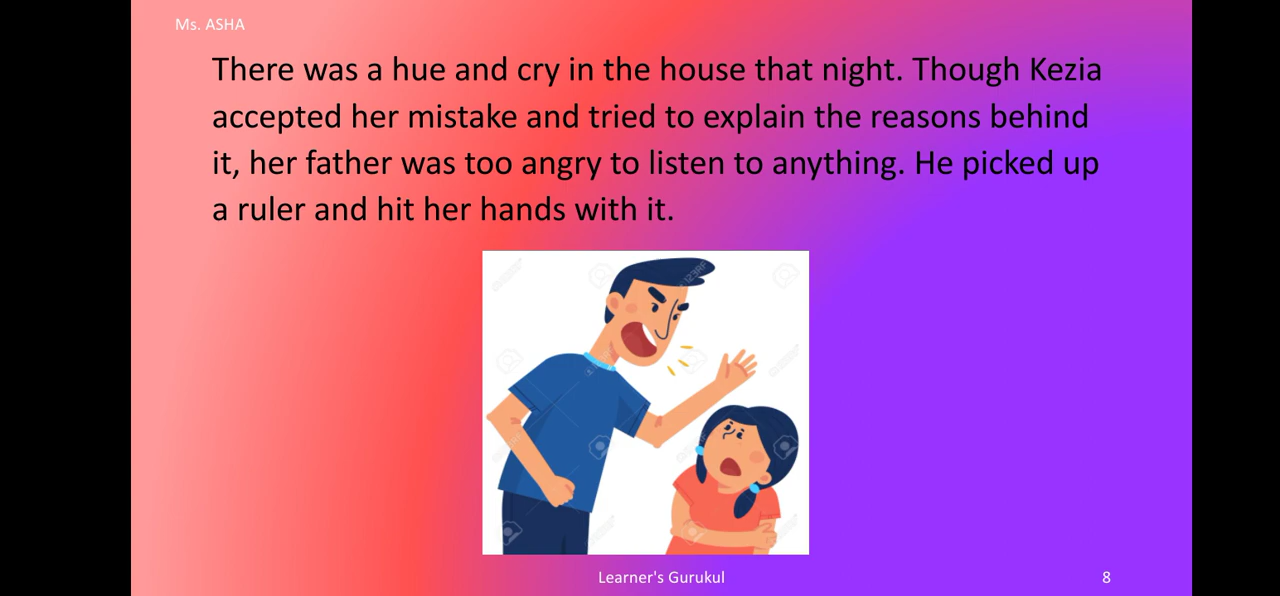 Ms. ASHA
There was a hue and cry in the house that night. Though Kezia
accepted her mistake and tried to explain the reasons behind
it, her father was too angry to listen to anything. He picked up
a ruler and hit her hands with it.
123RF
Learner's Gurukul
8